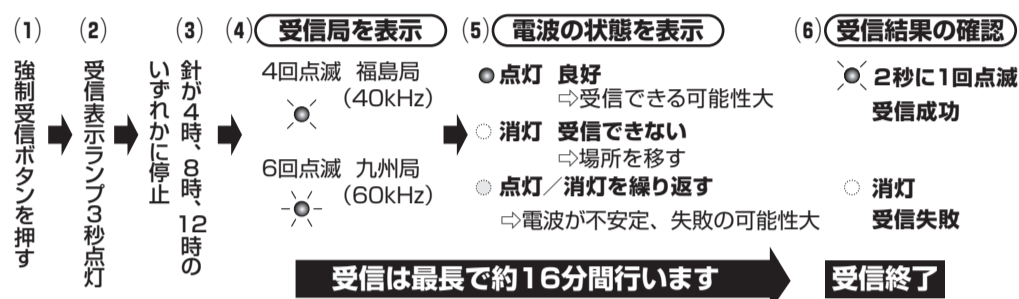 (1)
強制受信ボタンを押す
(2)
受信表示ランプ3秒点灯
(3)
針が4時、8時、12時の
いずれかに停止
(4) 受信局を表示
4回点滅 福島局
(40kHz)
6回点滅 九州局
(60kHz)
(5) 電波の状態を表示
点灯 良好
⇨受信できる可能性大
消灯 受信できない
⇨場所を移す
点灯/消灯を繰り返す
⇨電波が不安定、失敗の可能性大
(6) 受信結果の確認
2秒に1回点滅
受信成功
消灯
受信失敗
受信は最長で約16分間行います
受信終了